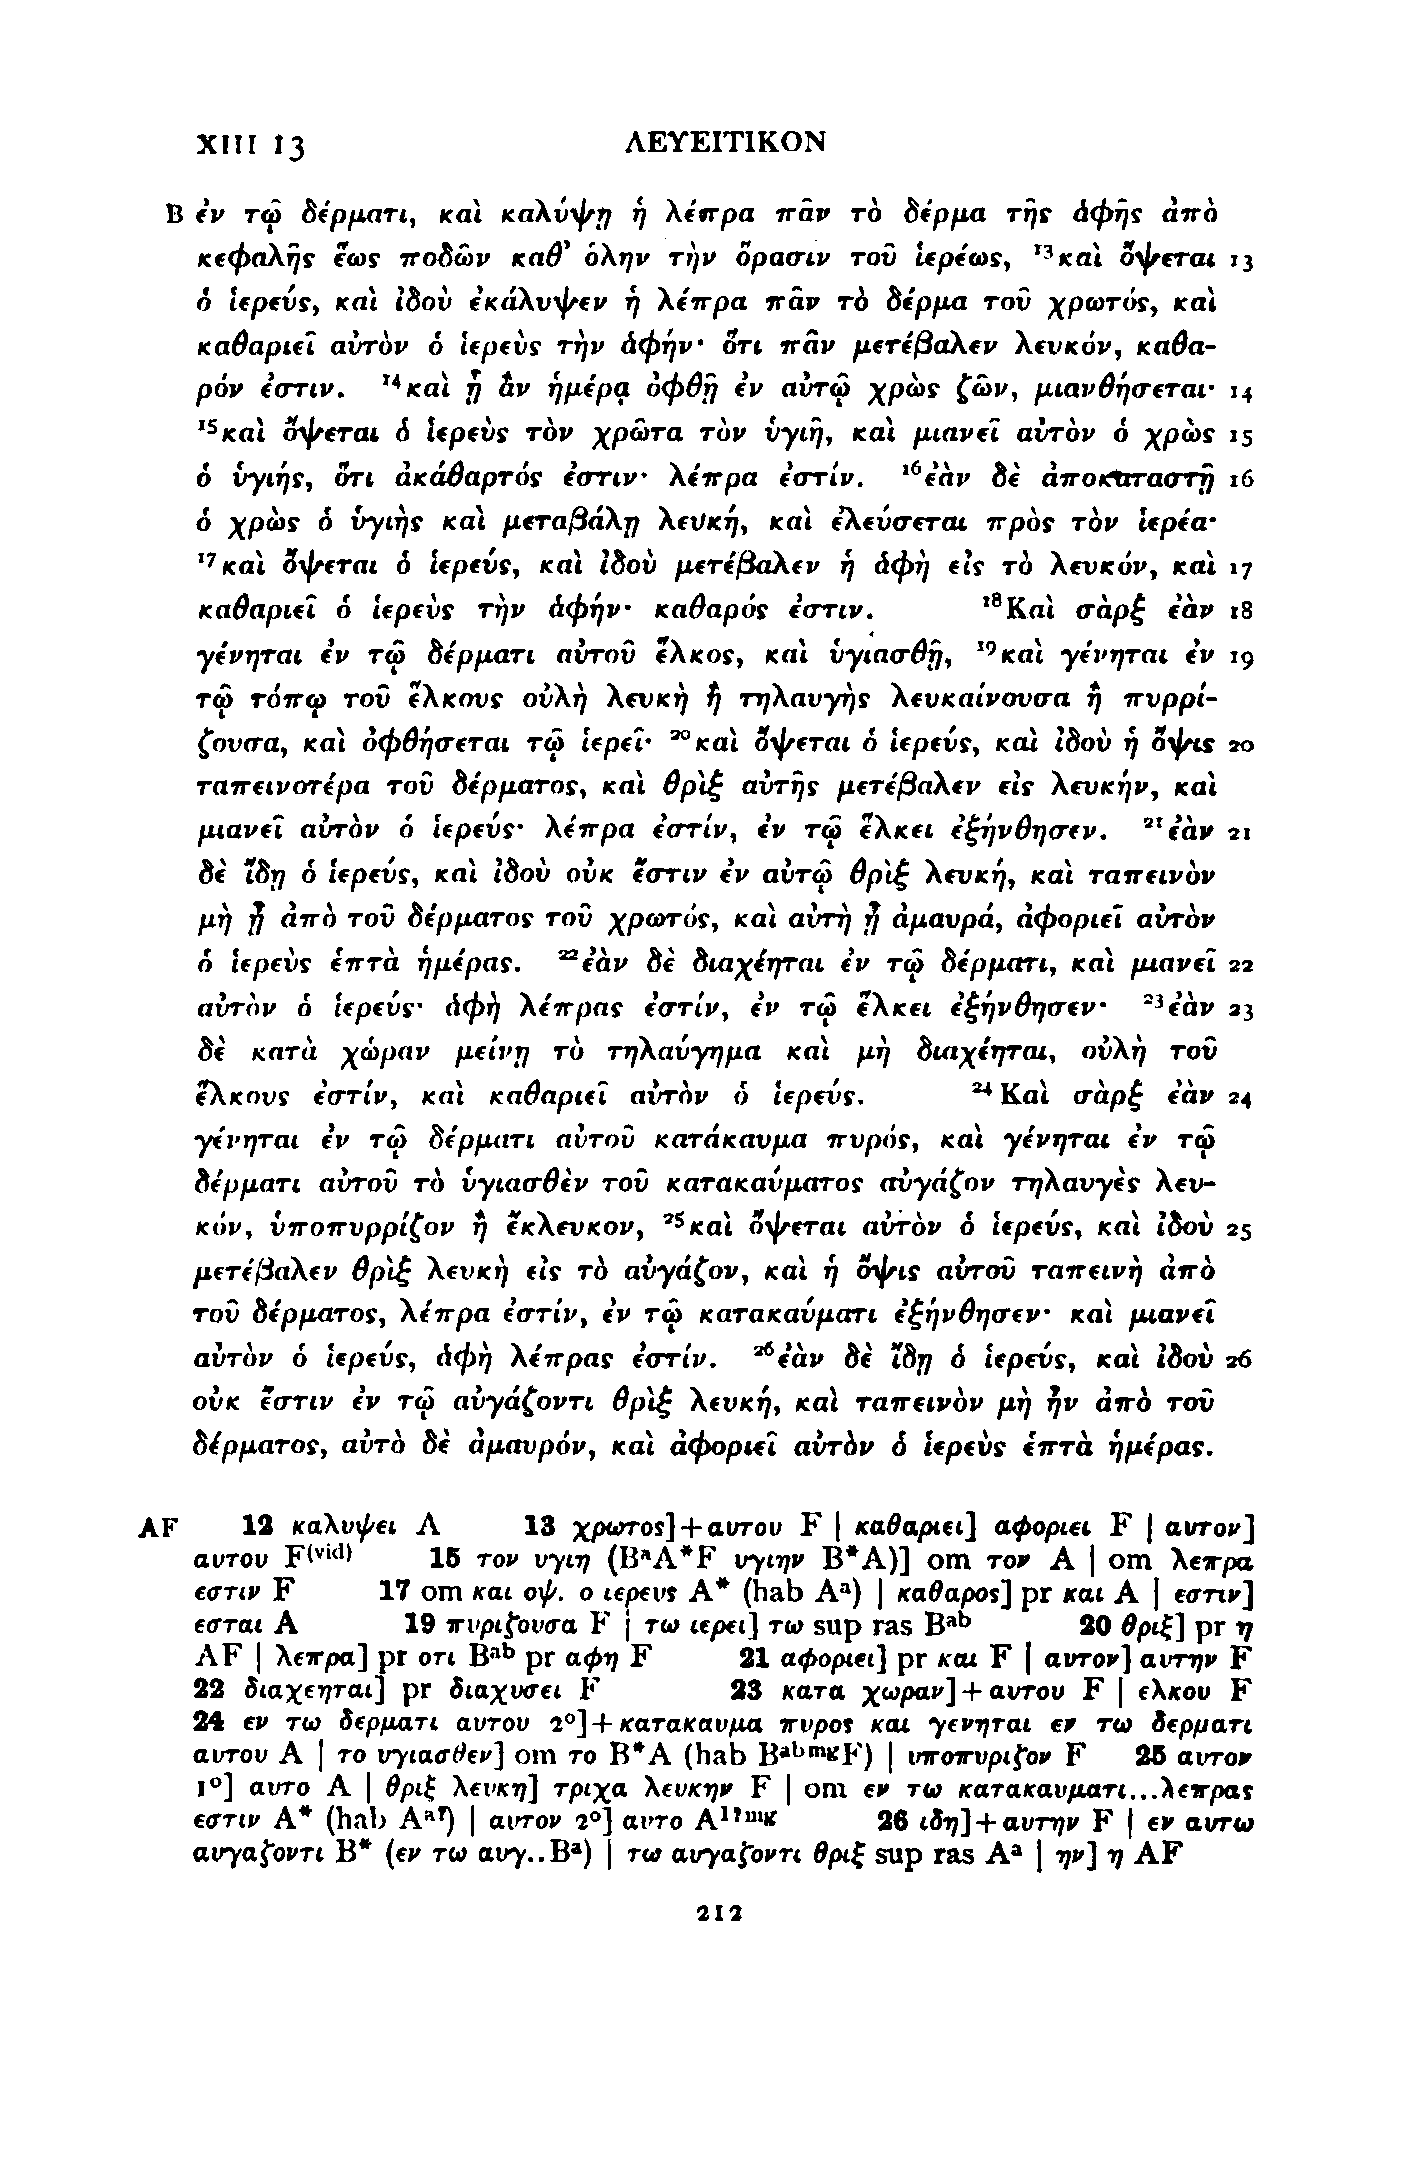 XIII 13 ΛΕΥΕΙΤΙΚΟΝ
B ἐν τῷ δέρματι, καὶ καλύψῃ ἡ λέπρα πᾶν τὸ δέρμα τῆς ἁφῆς ἀπὸ
κεφαλῆς ἕως ποδῶν καθ’ ὅλην τὴν ὅρασιν τοῦ ἱερέως, ¹³καὶ ὄψεται 13
ὁ ἱερεύς, καὶ ἰδοὺ ἐκάλυψεν ἡ λέπρα πᾶν τὸ δέρμα τοῦ χρωτός, καὶ
καθαριεῖ αὐτὸν ὁ ἱερεὺς τὴν ἁφήν· ὅτι πᾶν μετέβαλεν λευκόν, καθα-
ρόν ἐστιν. ¹⁴καὶ ᾗ ἂν ἡμέρᾳ ὀφθῇ ἐν αὐτῷ χρὼς ζῶν, μιανθήσεται· 14
¹⁵καὶ ὄψεται ὁ ἱερεὺς τὸν χρῶτα τὸν ὑγιῆ, καὶ μιανεῖ αὐτὸν ὁ χρὼς 15
ὁ ὑγιής, ὅτι ἀκάθαρτός ἐστιν· λέπρα ἐστίν. ¹⁶ἐὰν δὲ ἀποκαταστῇ 16
ὁ χρὼς ὁ ὑγιὴς καὶ μεταβάλῃ λευκή, καὶ ἐλεύσεται πρὸς τὸν ἱερέα·
¹⁷καὶ ὄψεται ὁ ἱερεύς, καὶ ἰδοὺ μετέβαλεν ἡ ἁφὴ εἰς τὸ λευκόν, καὶ 17
καθαριεῖ ὁ ἱερεὺς τὴν ἁφήν· καθαρός ἐστιν. ¹⁸Καὶ σὰρξ ἐὰν 18
γένηται ἐν τῷ δέρματι αὐτοῦ ἕλκος, καὶ ὑγιασθῇ, ¹⁹καὶ γένηται ἐν 19
τῷ τόπῳ τοῦ ἕλκους οὐλὴ λευκὴ ἢ τηλαυγὴς λευκαίνουσα ἢ πυρρί-
ζουσα, καὶ ὀφθήσεται τῷ ἱερεῖ· ²⁰καὶ ὄψεται ὁ ἱερεύς, καὶ ἰδοὺ ἡ ὄψις 20
ταπεινοτέρα τοῦ δέρματος, καὶ θρὶξ αὐτῆς μετέβαλεν εἰς λευκήν, καὶ
μιανεῖ αὐτὸν ὁ ἱερεύς· λέπρα ἐστίν, ἐν τῷ ἕλκει ἐξήνθησεν. ²¹ἐὰν 21
δὲ ἴδῃ ὁ ἱερεύς, καὶ ἰδοὺ οὐκ ἔστιν ἐν αὐτῷ θρὶξ λευκή, καὶ ταπεινὸν
μὴ ᾖ ἀπὸ τοῦ δέρματος τοῦ χρωτός, καὶ αὐτὴ ᾖ ἀμαυρά, ἀφοριεῖ αὐτὸν
ὁ ἱερεὺς ἑπτὰ ἡμέρας. ²²ἐὰν δὲ διαχέηται ἐν τῷ δέρματι, καὶ μιανεῖ 22
αὐτὸν ὁ ἱερεύς· ἁφὴ λέπρας ἐστίν, ἐν τῷ ἕλκει ἐξήνθησεν· ²³ἐὰν 23
δὲ κατὰ χώραν μείνῃ τὸ τηλαύγημα καὶ μὴ διαχέηται, οὐλὴ τοῦ
ἕλκους ἐστίν, καὶ καθαριεῖ αὐτὸν ὁ ἱερεύς. ²⁴Καὶ σὰρξ ἐὰν 24
γένηται ἐν τῷ δέρματι αὐτοῦ κατάκαυμα πυρός, καὶ γένηται ἐν τῷ
δέρματι αὐτοῦ τὸ ὑγιασθὲν τοῦ κατακαύματος αὐγάζον τηλαυγὲς λευ-
κόν, ὑποπυρρίζον ἢ ἔκλευκον, ²⁵καὶ ὄψεται αὐτὸν ὁ ἱερεύς, καὶ ἰδοὺ 25
μετέβαλεν θρὶξ λευκὴ εἰς τὸ αὐγάζον, καὶ ἡ ὄψις αὐτοῦ ταπεινὴ ἀπὸ
τοῦ δέρματος, λέπρα ἐστίν, ἐν τῷ κατακαύματι ἐξήνθησεν· καὶ μιανεῖ
αὐτὸν ὁ ἱερεύς, ἁφὴ λέπρας ἐστίν. ²⁶ἐὰν δὲ ἴδῃ ὁ ἱερεύς, καὶ ἰδοὺ 26
οὐκ ἔστιν ἐν τῷ αὐγάζοντι θρὶξ λευκή, καὶ ταπεινὸν μὴ ἦν ἀπὸ τοῦ
δέρματος, αὐτὸ δὲ ἀμαυρόν, καὶ ἀφοριεῖ αὐτὸν ὁ ἱερεὺς ἑπτὰ ἡμέρας.
AF 12 καλυψει A 13 χρωτος]+αυτου F | καθαριει] αφοριει F | αυτον]
αυτου F⁽ᵛⁱᵈ⁾ 15 τον υγιη (BᵃA*F υγιην B*A)] om τον A | om λεπρα
εστιν F 17 om και οψ. ο ιερευς A* (hab Aᵃ) | καθαρος] pr και A | εστιν]
εσται A 19 πυριζουσα F | τω ιερει] τω sup ras Bᵃᵇ 20 θριξ] pr η
AF | λεπρα] pr οτι Bᵃᵇ pr αφη F 21 αφοριει] pr και F | αυτον] αυτην F
22 διαχεηται] pr διαχυσει F 23 κατα χωραν]+αυτου F | ελκου F
24 εν τω δερματι αυτου 2°]+κατακαυμα πυρος και γενηται εν τω δερματι
αυτου A | το υγιασθεν] om το B*A (hab BᵃᵇᵐᵍF) | υποπυριζον F 25 αυτον
1°] αυτο A | θριξ λευκη] τριχα λευκην F | om εν τω κατακαυματι...λεπρας
εστιν A* (hab Aᵃʳ) | αυτον 2°] αυτο A¹ˀᵐᵍ 26 ιδη]+αυτην F | εν αυτω
αυγαζοντι B* (εν τω αυγ..Bᵃ) | τω αυγαζοντι θριξ sup ras Aᵃ | ην] η AF
212